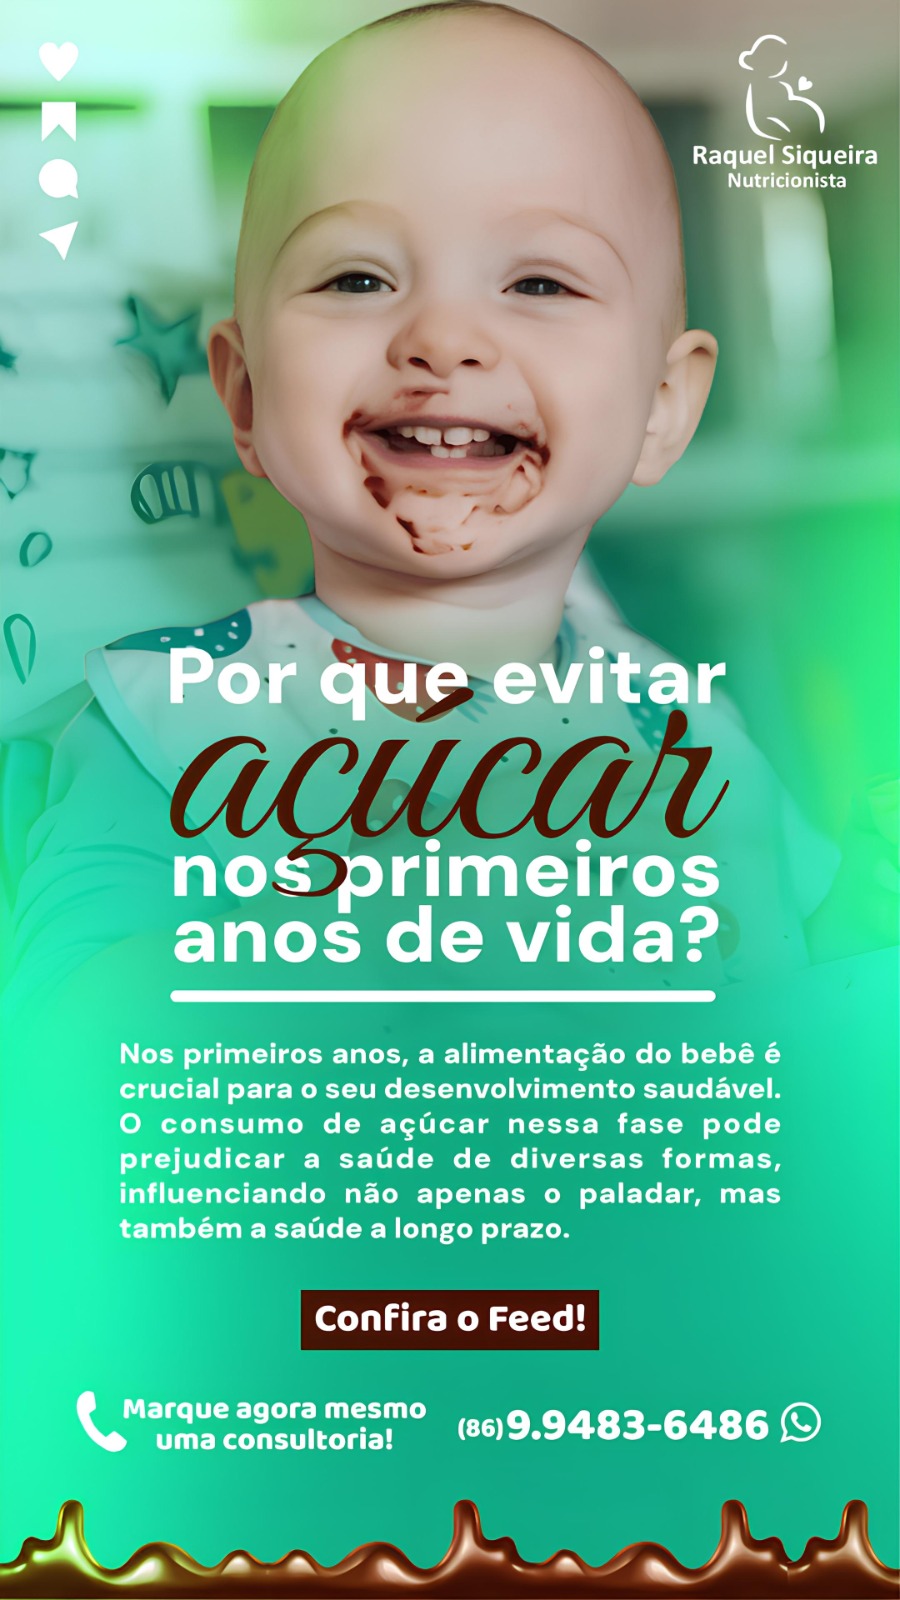 Raquel Siqueira
Nutricionista
Por que evitar
açúcar
nos primeiros
anos de vida?
Nos primeiros anos, a alimentação do bebê é
crucial para o seu desenvolvimento saudável.
O consumo de açúcar nessa fase pode
prejudicar a saúde de diversas formas,
influenciando não apenas o paladar, mas
também a saúde a longo prazo.
Confira o Feed!
Marque agora mesmo
uma consultoria!
(86)9.9483-6486